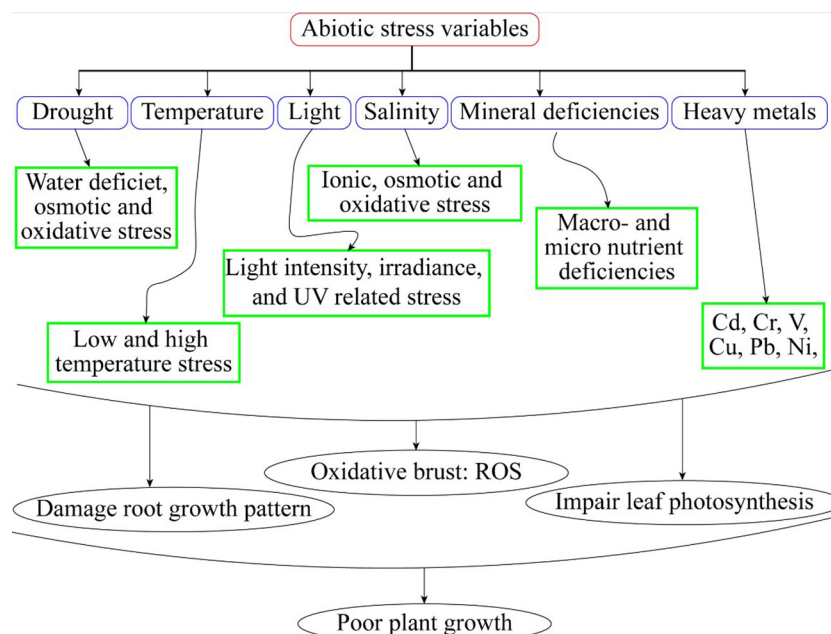 Abiotic stress variables
Drought
Temperature
Light
Salinity
Mineral deficiencies
Heavy metals
Water deficiet,
osmotic and
oxidative stress
Ionic, osmotic and
oxidative stress
Macro- and
micro nutrient
deficiencies
Light intensity, irradiance,
and UV related stress
Low and high
temperature stress
Cd, Cr, V,
Cu, Pb, Ni,
Oxidative brust: ROS
Damage root growth pattern
Impair leaf photosynthesis
Poor plant growth